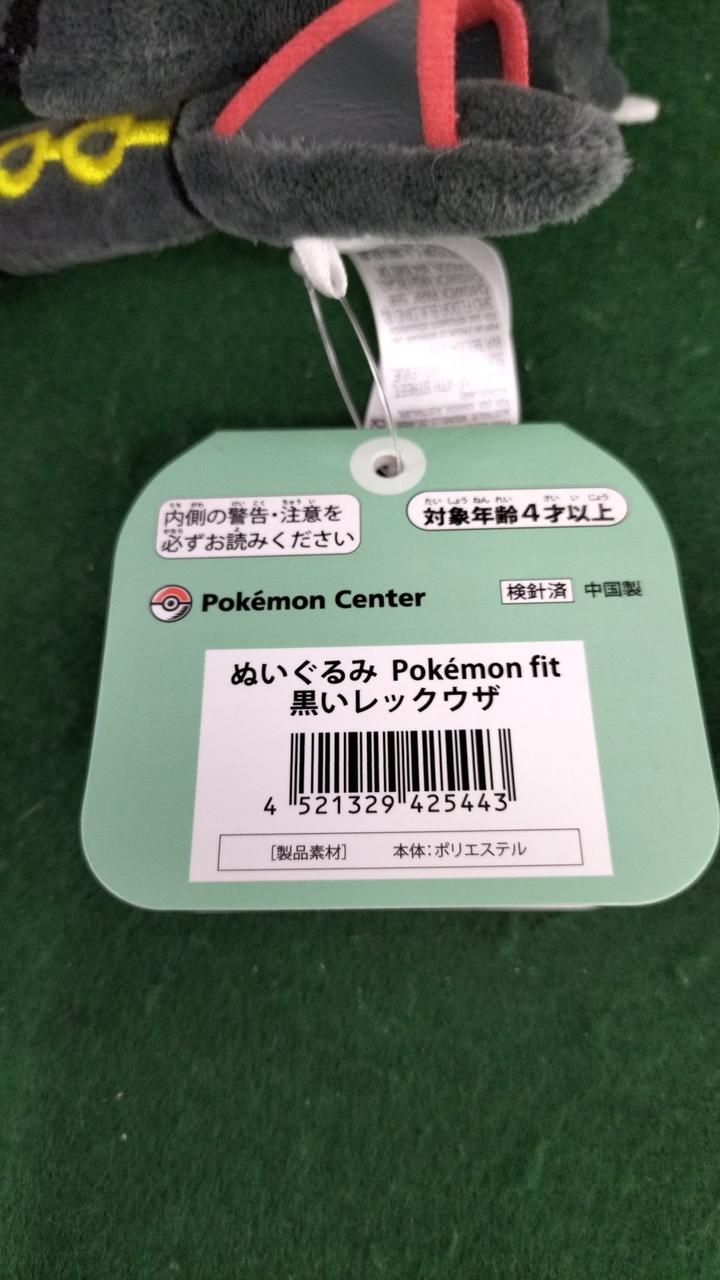 4TH STREET
内側の警告・注意を
必ずお読みください
対象年齢4才以上
Pokémon Center
検針済 中国製
ぬいぐるみ Pokémon fit
黒いレックウザ
4 521329 425443
[製品素材] 本体:ポリエステル